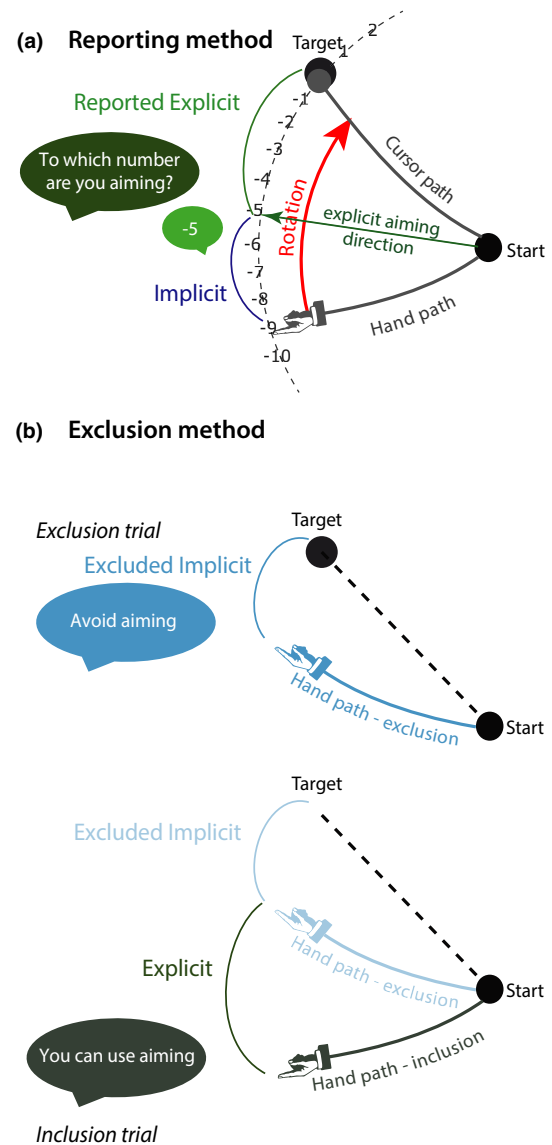 (a) Reporting method
Target
2
1
-1
-2
-3
-4
-5
-6
-7
-8
-9
-10
Reported Explicit
To which number
are you aiming?
-5
Implicit
Rotation
Cursor path
explicit aiming
direction
Start
Hand path
(b) Exclusion method
Exclusion trial
Target
Excluded Implicit
Avoid aiming
Hand path - exclusion
Start
Target
Excluded Implicit
Hand path - exclusion
Explicit
Start
You can use aiming
Hand path - inclusion
Inclusion trial